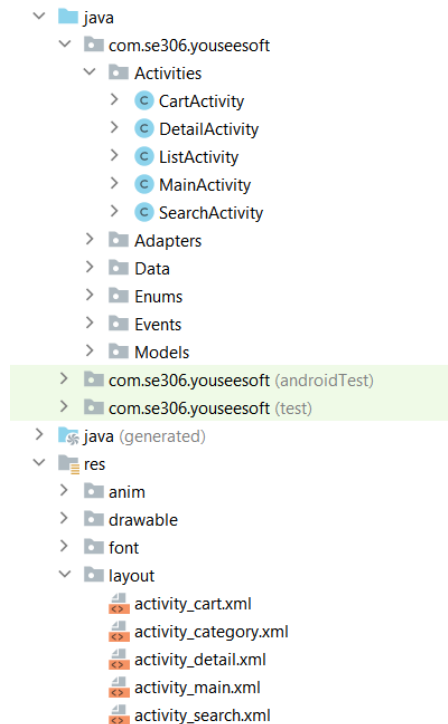 java
com.se306.youseesoft
Activities
CartActivity
DetailActivity
ListActivity
MainActivity
SearchActivity
Adapters
Data
Enums
Events
Models
com.se306.youseesoft (androidTest)
com.se306.youseesoft (test)
java (generated)
res
anim
drawable
font
layout
activity_cart.xml
activity_category.xml
activity_detail.xml
activity_main.xml
activity_search.xml